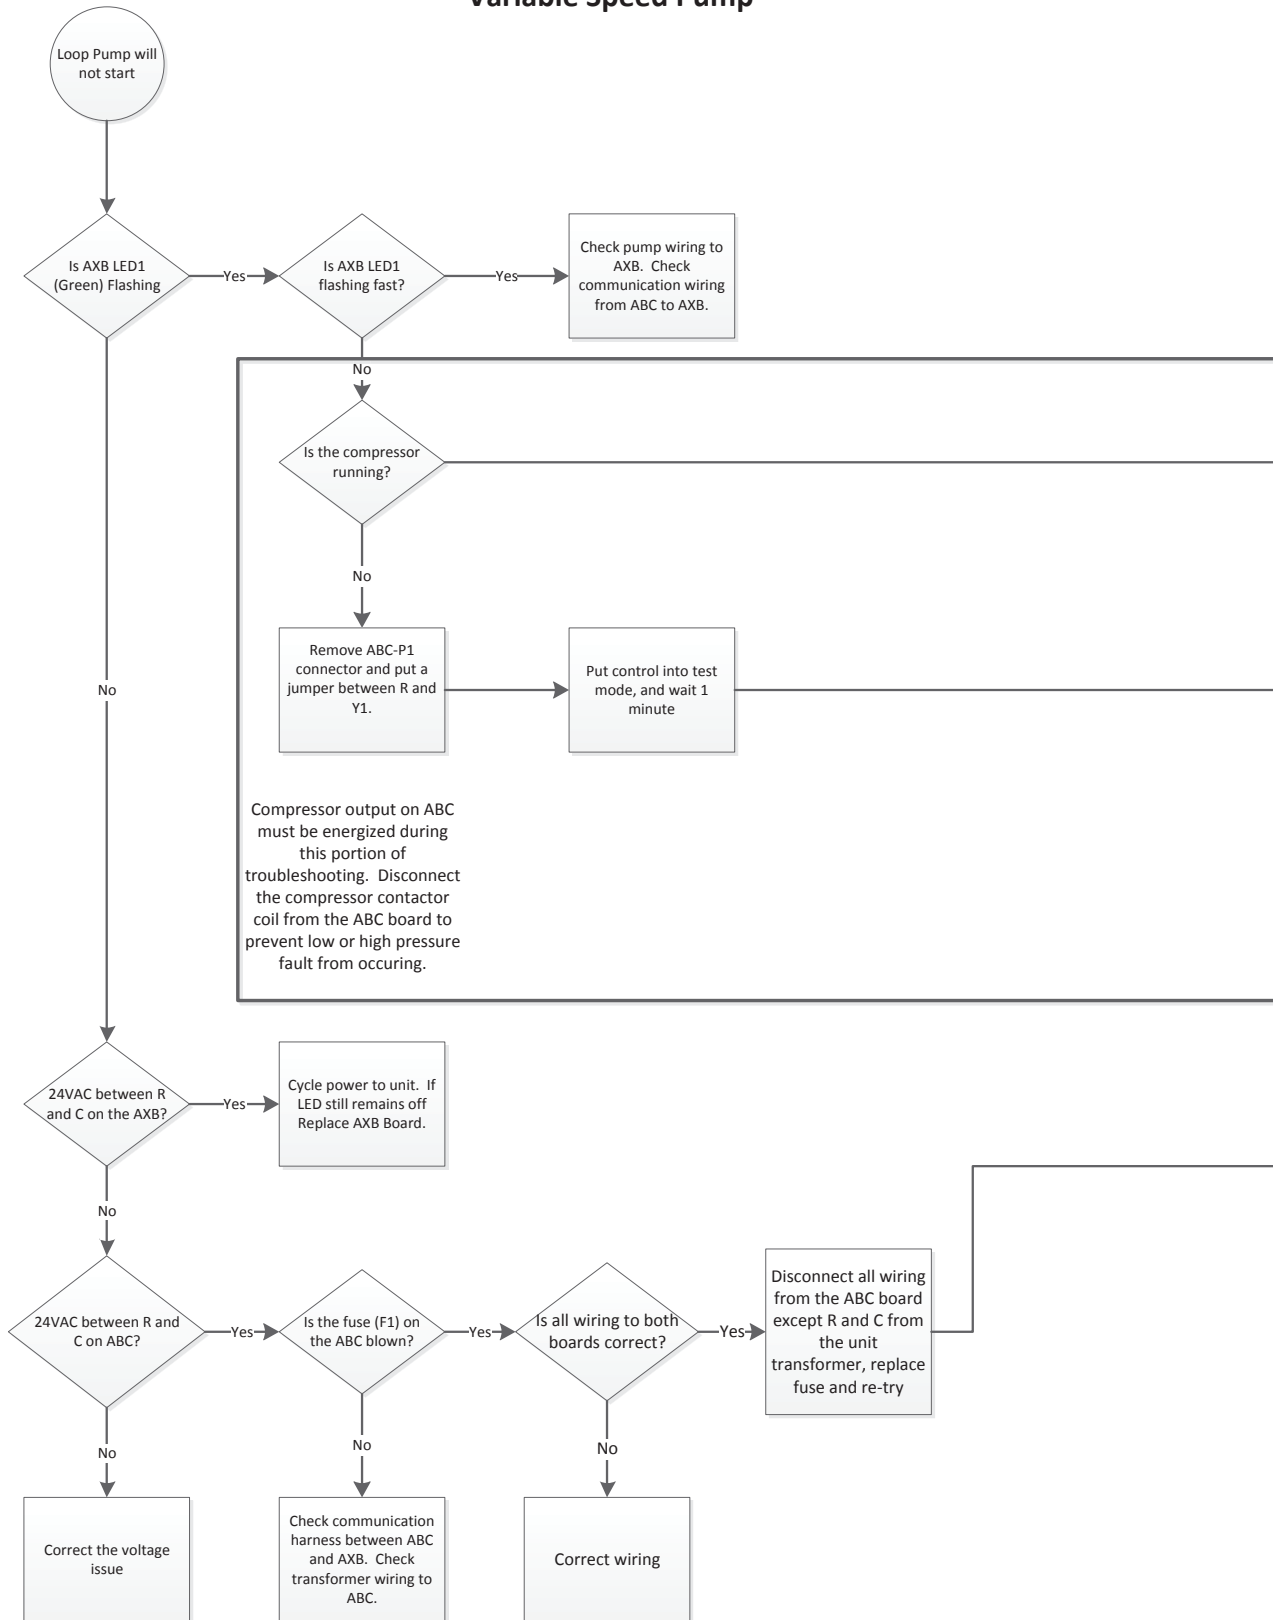 Variable Speed Pump
Loop Pump will
not start
Is AXB LED1
(Green) Flashing
Yes
Is AXB LED1
flashing fast?
Yes
Check pump wiring to
AXB. Check
communication wiring
from ABC to AXB.
No
Is the compressor
running?
No
Remove ABC-P1
connector and put a
jumper between R and
Y1.
Put control into test
mode, and wait 1
minute
No
Compressor output on ABC
must be energized during
this portion of
troubleshooting. Disconnect
the compressor contactor
coil from the ABC board to
prevent low or high pressure
fault from occuring.
24VAC between R
and C on the AXB?
Yes
Cycle power to unit. If
LED still remains off
Replace AXB Board.
No
24VAC between R and
C on ABC?
Yes
Is the fuse (F1) on
the ABC blown?
Yes
Is all wiring to both
boards correct?
Yes
Disconnect all wiring
from the ABC board
except R and C from
the unit
transformer, replace
fuse and re-try
No
No
No
Correct the voltage
issue
Check communication
harness between ABC
and AXB. Check
transformer wiring to
ABC.
Correct wiring